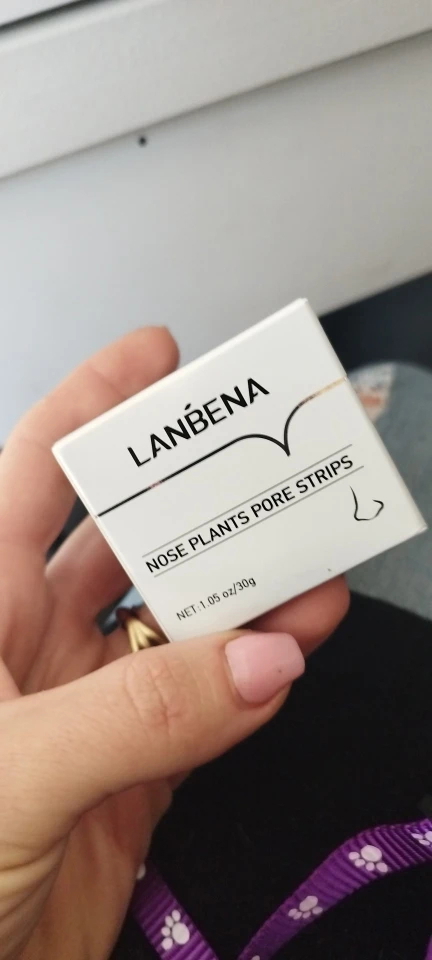 LANBENA
NOSE PLANTS PORE STRIPS
NET:1.05 oz/30g